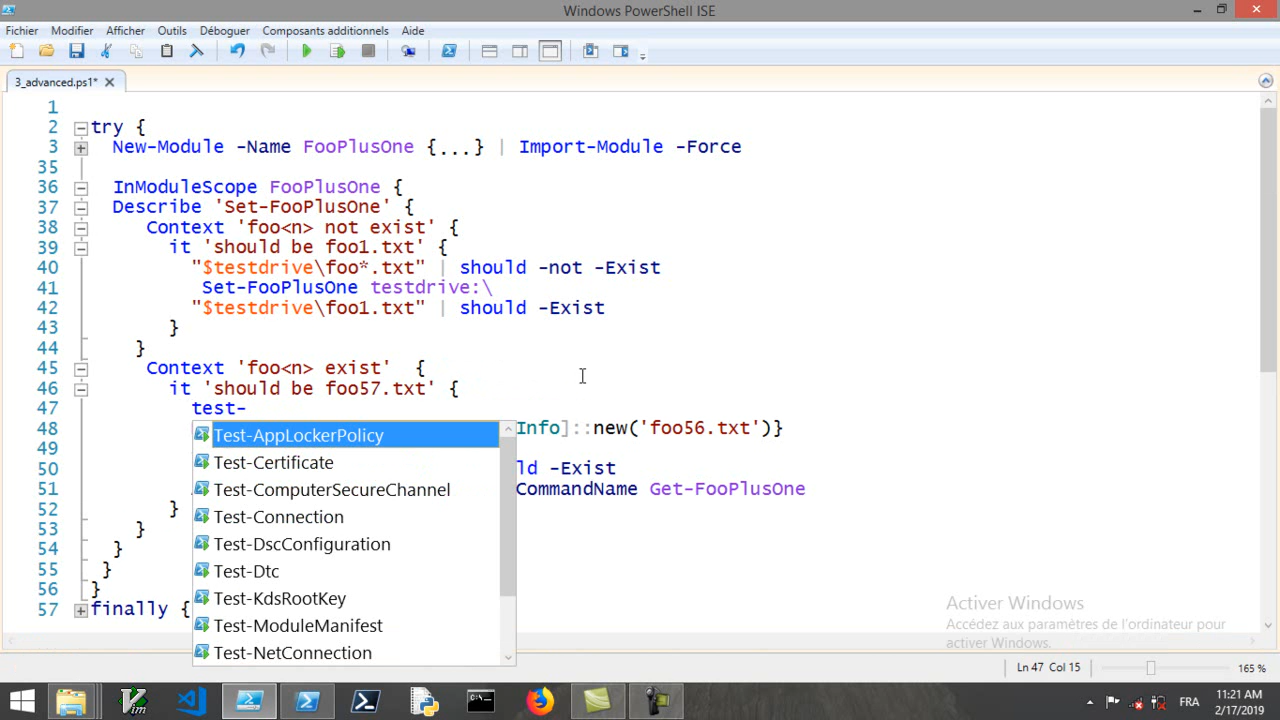 Windows PowerShell ISE
Fichier Modifier Afficher Outils Déboguer Composants additionnels Aide
3_advanced.ps1*
1
2 try {
3 New-Module -Name FooPlusOne {...} | Import-Module -Force
35
36 InModuleScope FooPlusOne {
37 Describe 'Set-FooPlusOne' {
38 Context 'foo<n> not exist' {
39 it 'should be foo1.txt' {
40 "$testdrive\foo*.txt" | should -not -Exist
41 Set-FooPlusOne testdrive:\
42 "$testdrive\foo1.txt" | should -Exist
43 }
44 }
45 Context 'foo<n> exist' {
46 it 'should be foo57.txt' {
47 test-
Test-AppLockerPolicy
48 Info]::new('foo56.txt')}
49 Test-Certificate
50 ld -Exist
51 Test-ComputerSecureChannel CommandName Get-FooPlusOne
52 } Test-Connection
53 }
54 } Test-DscConfiguration
55 } Test-Dtc
56 } Test-KdsRootKey
57 finally {
Test-ModuleManifest
Test-NetConnection
Activer Windows
Accédez aux paramètres de l'ordinateur pour
activer Windows.
Ln 47 Col 15 165 %
FRA
11:21 AM
2/17/2019